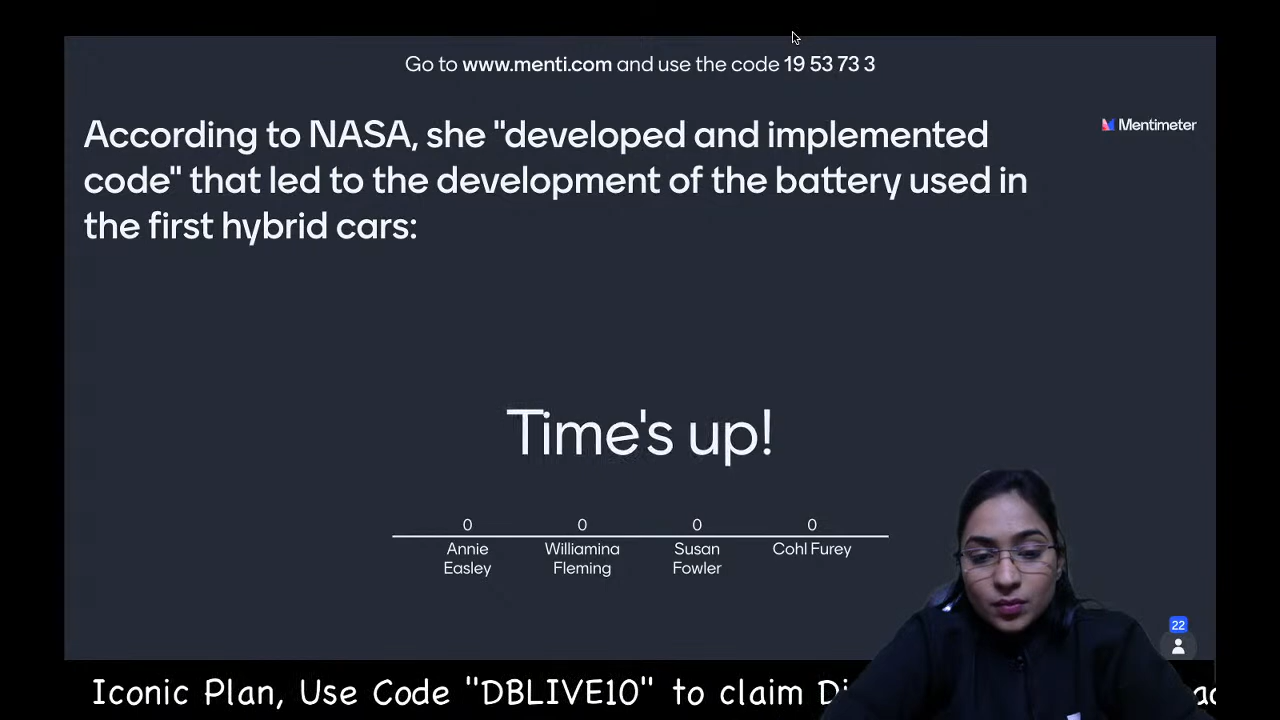 Go to www.menti.com and use the code 19 53 73 3
According to NASA, she "developed and implemented
code" that led to the development of the battery used in
the first hybrid cars:
Mentimeter
Time's up!
0 0 0 0
Annie Williamina Susan Cohl Furey
Easley Fleming Fowler
22
Iconic Plan, Use Code "DBLIVE10" to claim